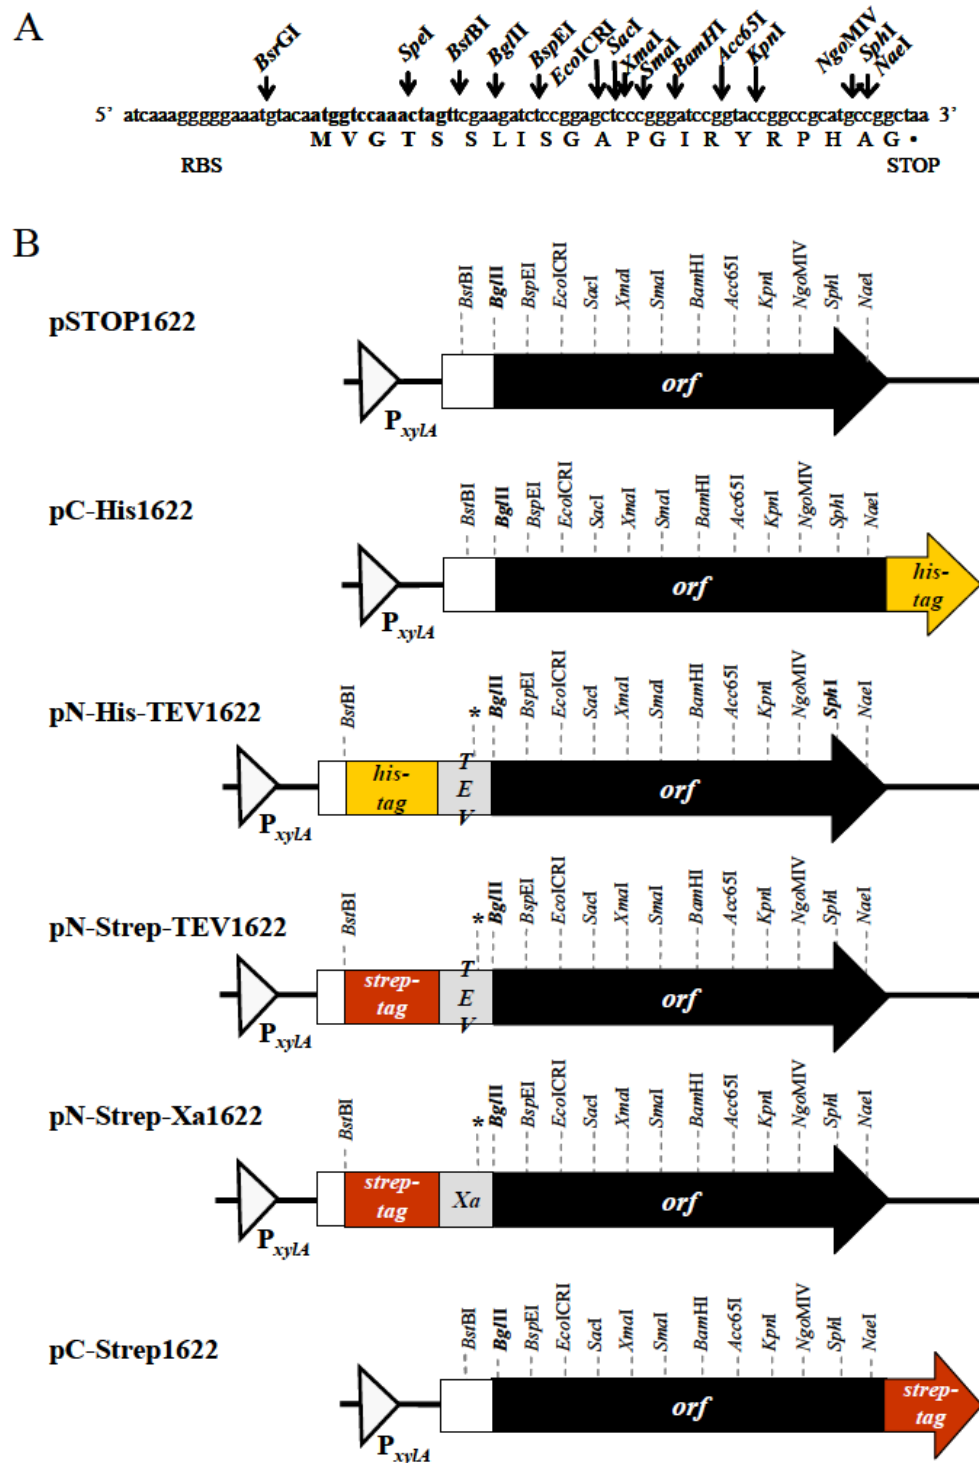 A
BsrGI SpeI BstBI BglII BspEI EcoICRI SacI XmaI SmaI BamHI Acc65I KpnI NgoMIV SphI NaeI
5’ atcaaagggggaaatgtacaatggtccaaactagttcgaagatctccggagctcccgggatccggtaccggccgcatgccggctaa 3’
M V G T S S L I S G A P G I R Y R P H A G •
RBS STOP
B
BstBI BglII BspEI EcoICRI SacI XmaI SmaI BamHI Acc65I KpnI NgoMIV SphI NaeI
pSTOP1622
orf
PxylA
BstBI BglII BspEI EcoICRI SacI XmaI SmaI BamHI Acc65I KpnI NgoMIV SphI NaeI
pC-His1622
orf
his-
tag
PxylA
BstBI * BglII BspEI EcoICRI SacI XmaI SmaI BamHI Acc65I KpnI NgoMIV SphI NaeI
pN-His-TEV1622
his-
tag
TEV
orf
PxylA
BstBI * BglII BspEI EcoICRI SacI XmaI SmaI BamHI Acc65I KpnI NgoMIV SphI NaeI
pN-Strep-TEV1622
strep-
tag
TEV
orf
PxylA
BstBI * BglII BspEI EcoICRI SacI XmaI SmaI BamHI Acc65I KpnI NgoMIV SphI NaeI
pN-Strep-Xa1622
strep-
tag
Xa
orf
PxylA
BstBI BglII BspEI EcoICRI SacI XmaI SmaI BamHI Acc65I KpnI NgoMIV SphI NaeI
pC-Strep1622
orf
strep-
tag
PxylA